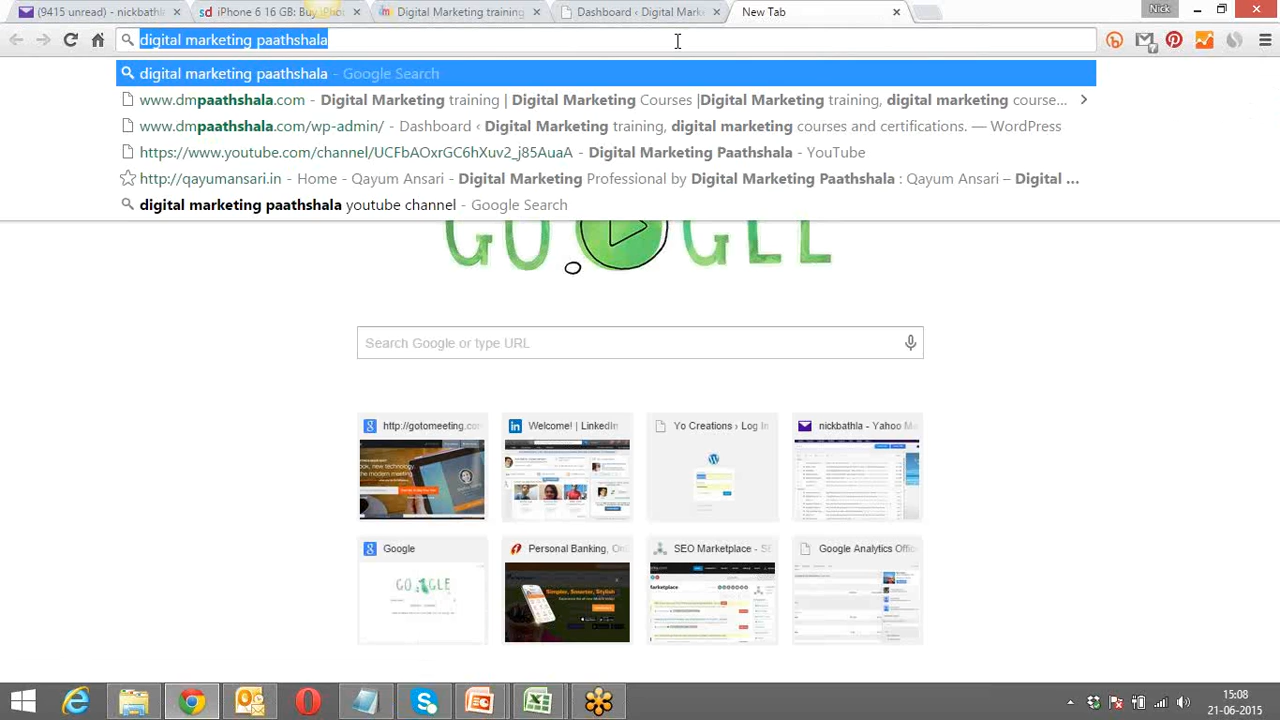 (9415 unread) - nickbathl
iPhone 6 16 GB: Buy iPhon
Digital Marketing training
Dashboard ‹ Digital Marke
New Tab
Nick
digital marketing paathshala
digital marketing paathshala - Google Search
www.dmpaathshala.com - Digital Marketing training | Digital Marketing Courses |Digital Marketing training, digital marketing course...
www.dmpaathshala.com/wp-admin/ - Dashboard ‹ Digital Marketing training, digital marketing courses and certifications. — WordPress
https://www.youtube.com/channel/UCFbAOxrGC6hXuv2_j85AuaA - Digital Marketing Paathshala - YouTube
http://qayumansari.in - Home - Qayum Ansari - Digital Marketing Professional by Digital Marketing Paathshala : Qayum Ansari – Digital ...
digital marketing paathshala youtube channel - Google Search
Search Google or type URL
http://gotomeeting.com
Welcome! | LinkedIn
Yo Creations › Log In
nickbathla - Yahoo Ma
Google
Personal Banking, On
SEO Marketplace - SE
Google Analytics Offic
15:08
21-06-2015